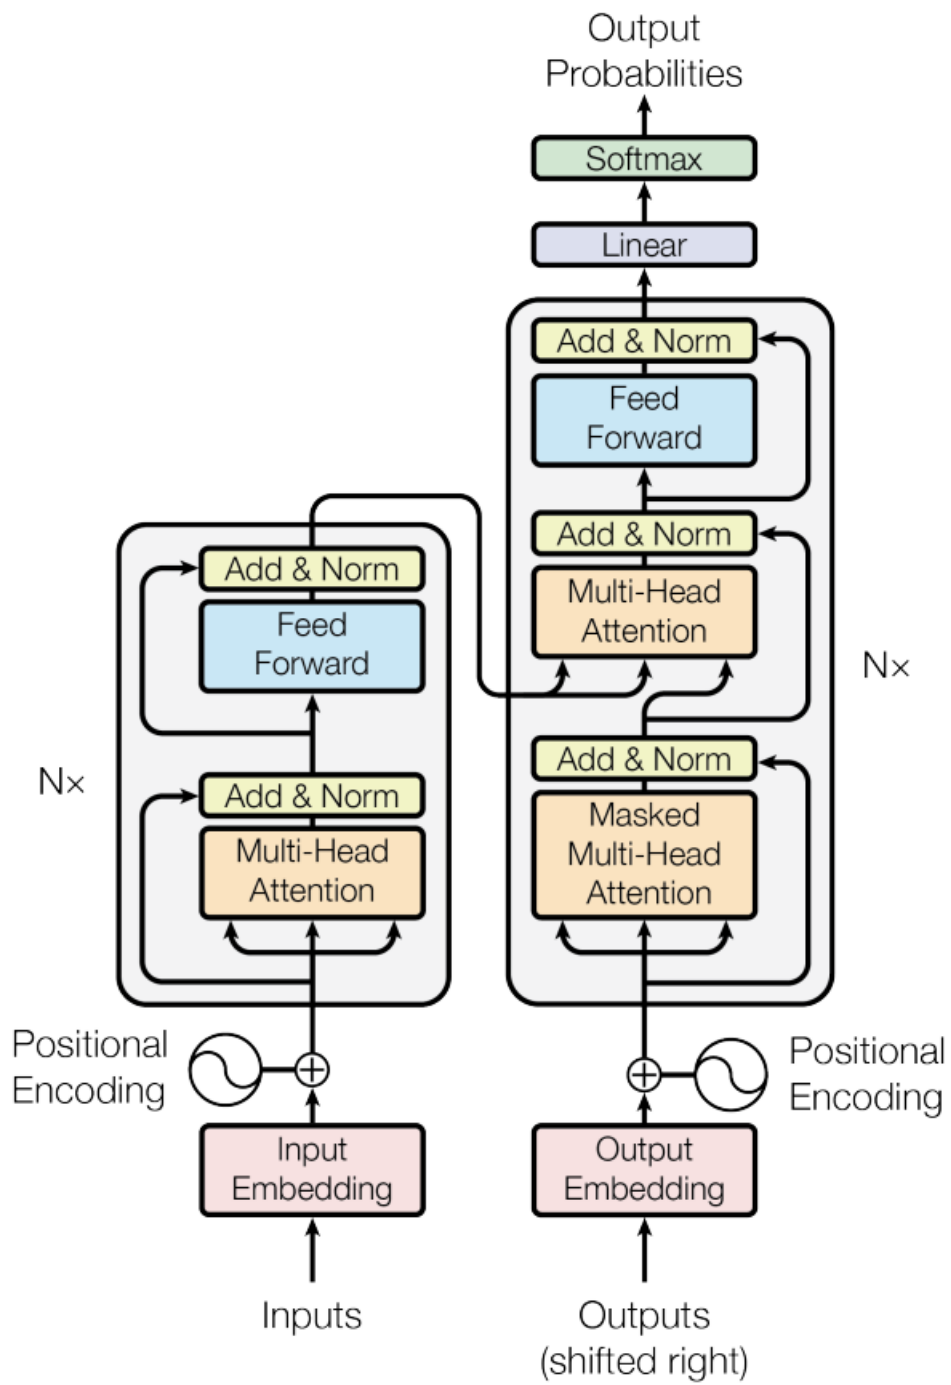 Output
Probabilities
Softmax
Linear
Add & Norm
Feed
Forward
Add & Norm
Multi-Head
Attention
Add & Norm
Masked
Multi-Head
Attention
Nx
Add & Norm
Feed
Forward
Add & Norm
Multi-Head
Attention
Nx
Positional
Encoding
Positional
Encoding
Input
Embedding
Output
Embedding
Inputs
Outputs
(shifted right)